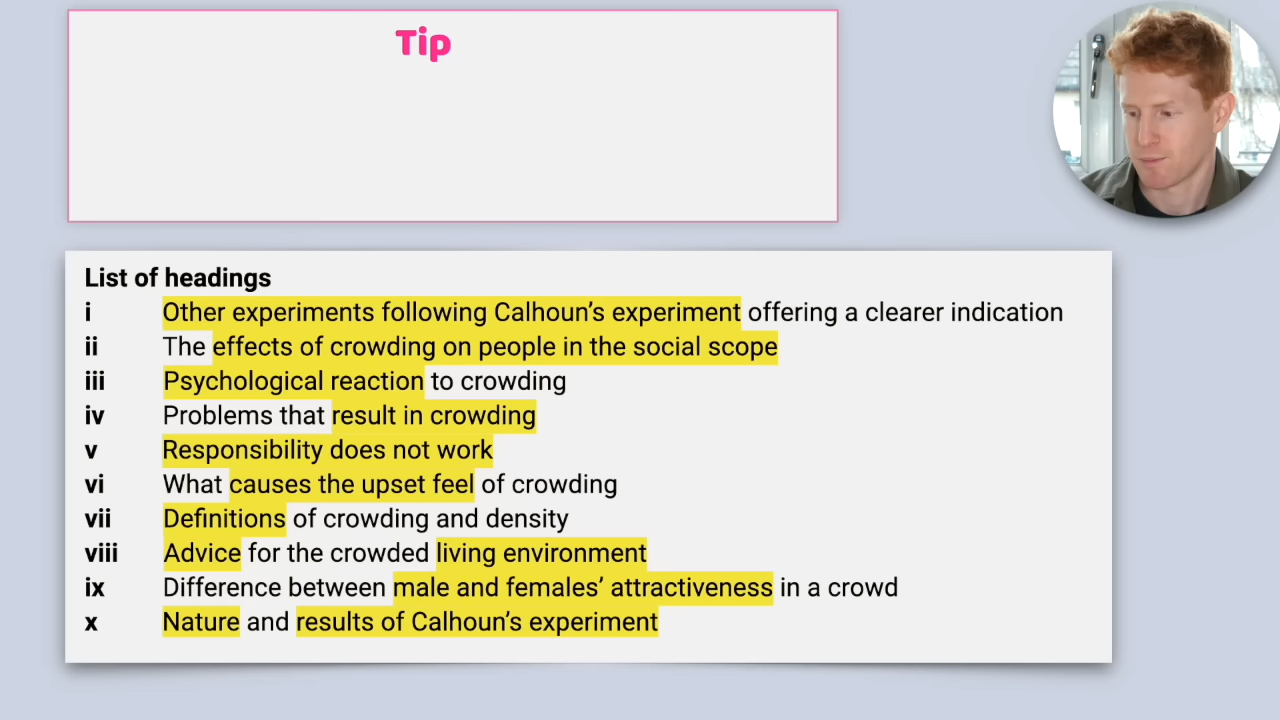 Tip
List of headings
i Other experiments following Calhoun’s experiment offering a clearer indication
ii The effects of crowding on people in the social scope
iii Psychological reaction to crowding
iv Problems that result in crowding
v Responsibility does not work
vi What causes the upset feel of crowding
vii Definitions of crowding and density
viii Advice for the crowded living environment
ix Difference between male and females’ attractiveness in a crowd
x Nature and results of Calhoun’s experiment